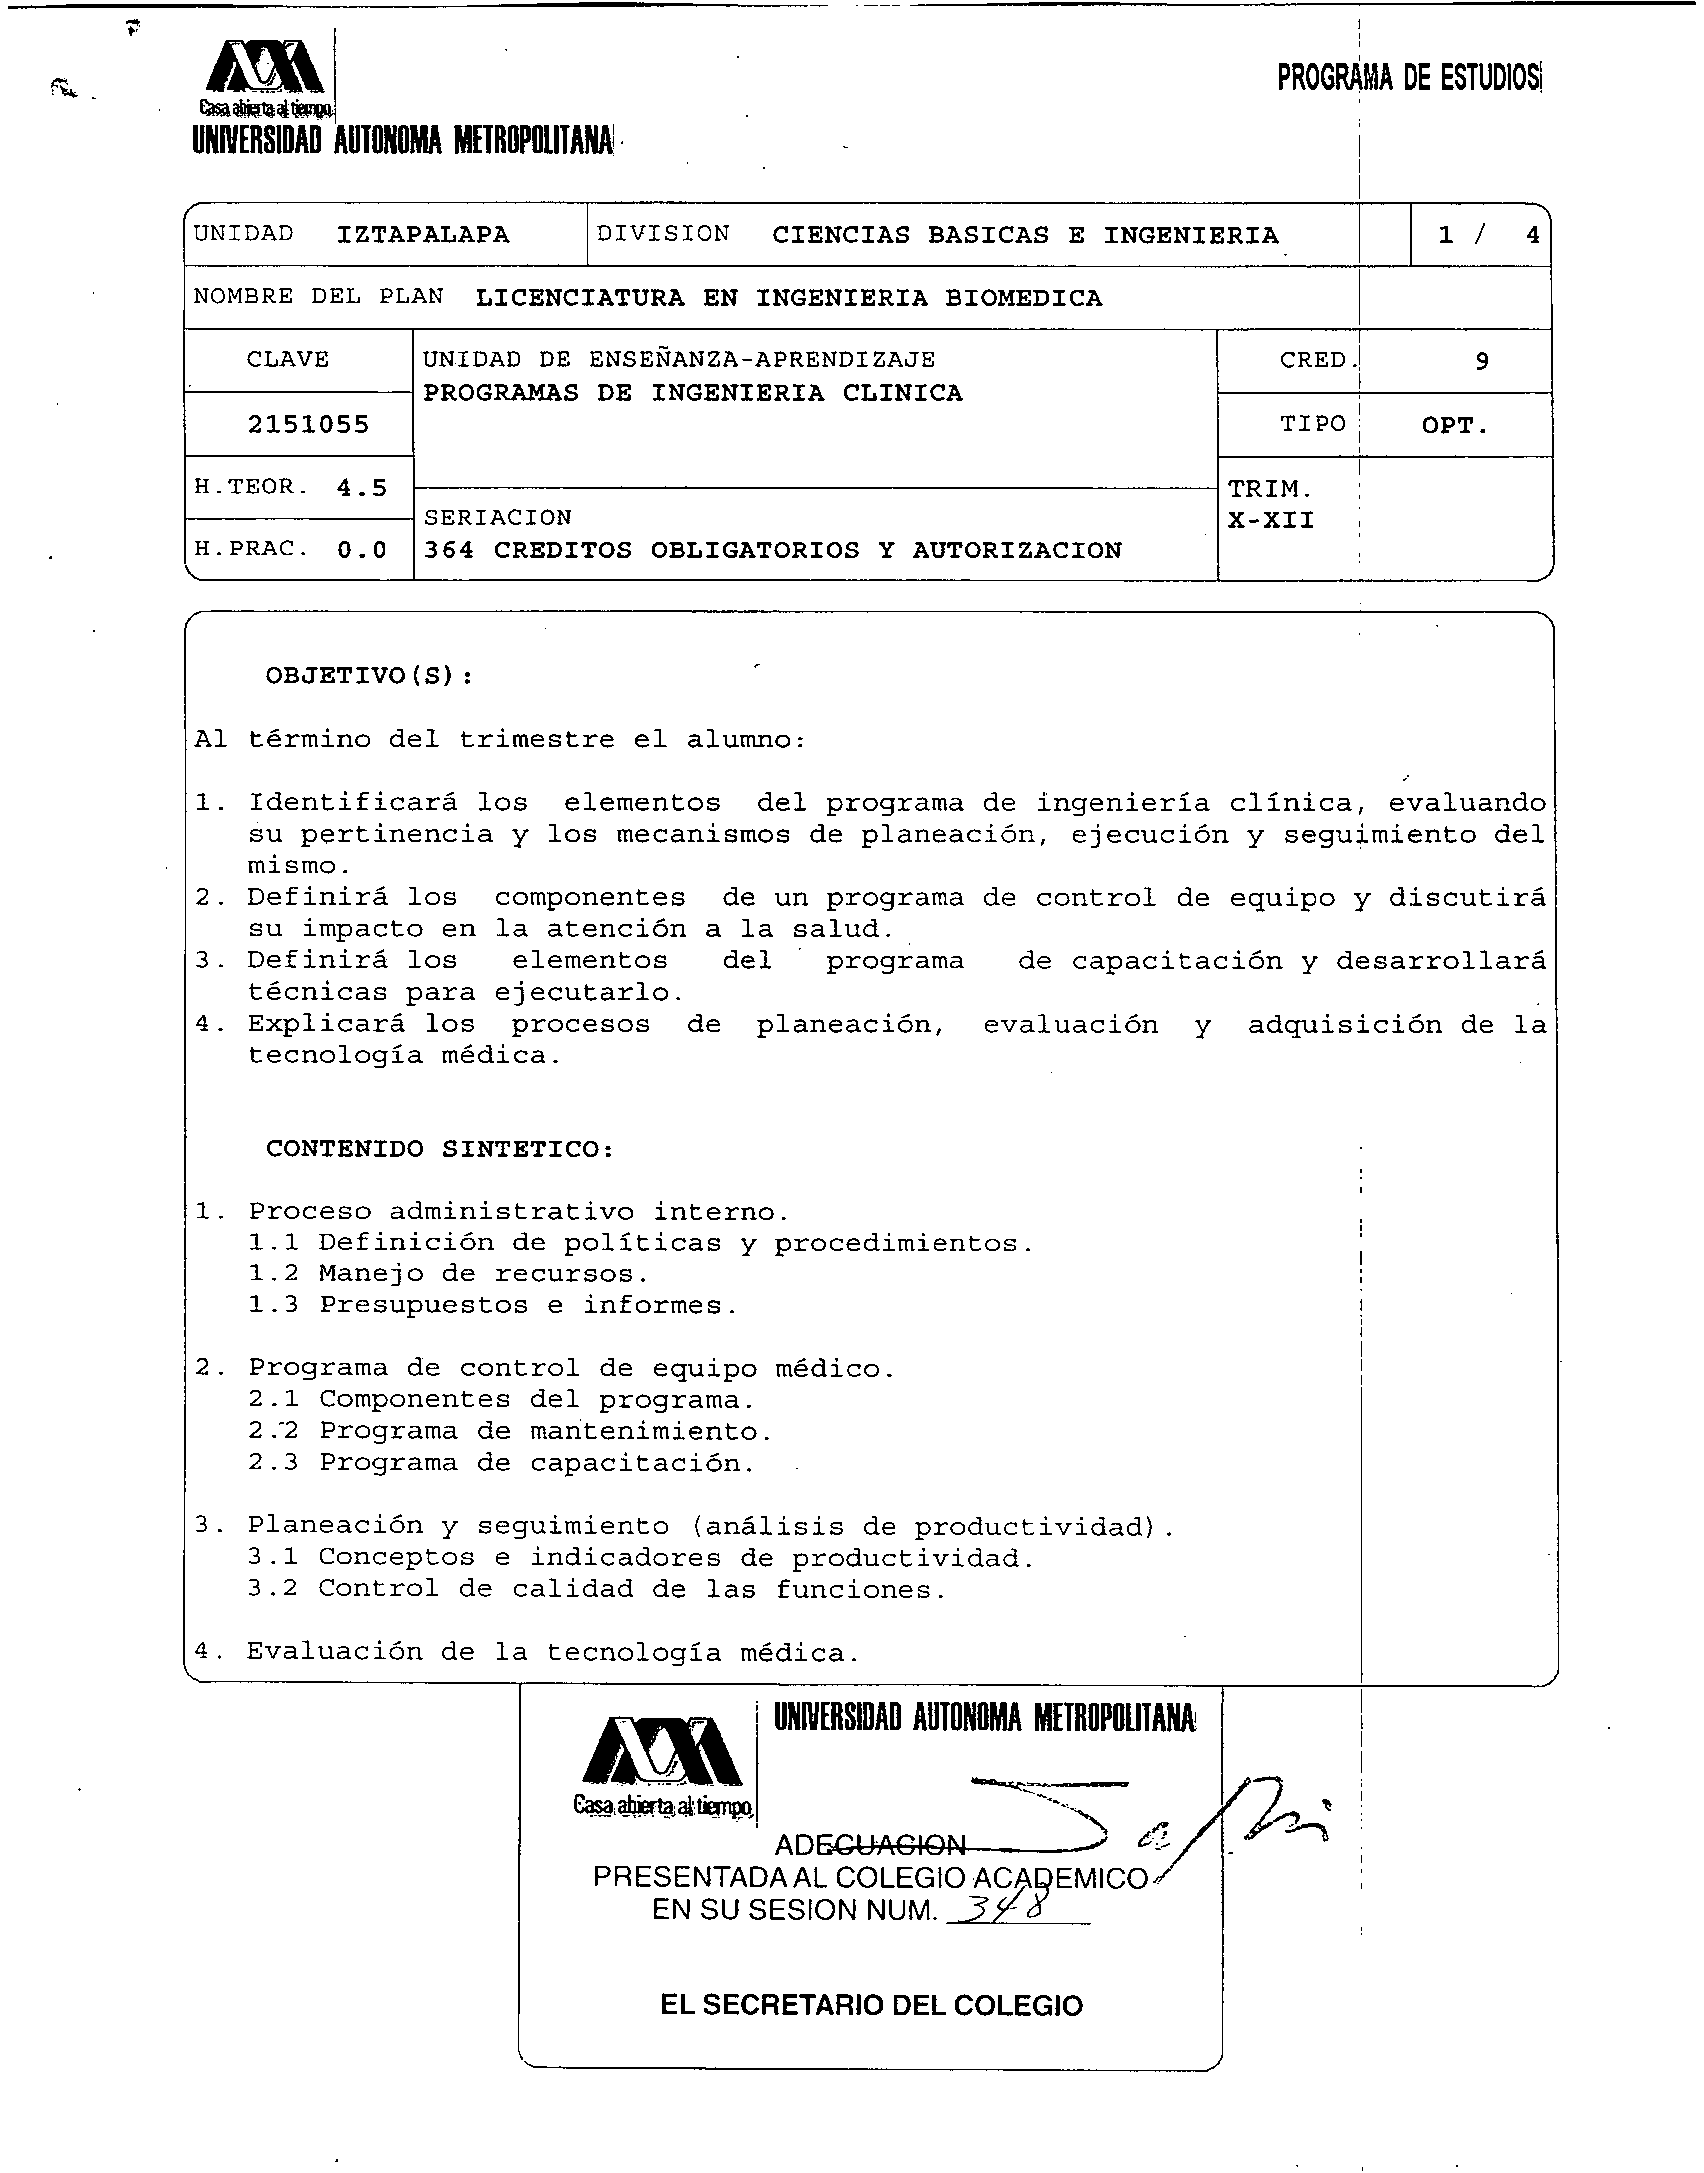 Casa abierta al tiempo
UNIVERSIDAD AUTONOMA METROPOLITANA
PROGRAMA DE ESTUDIOS
UNIDAD IZTAPALAPA DIVISION CIENCIAS BASICAS E INGENIERIA 1 / 4
NOMBRE DEL PLAN LICENCIATURA EN INGENIERIA BIOMEDICA
CLAVE UNIDAD DE ENSEÑANZA-APRENDIZAJE CRED. 9
PROGRAMAS DE INGENIERIA CLINICA
2151055 TIPO OPT.
H.TEOR. 4.5 TRIM.
SERIACION X-XII
H.PRAC. 0.0 364 CREDITOS OBLIGATORIOS Y AUTORIZACION
OBJETIVO(S):
Al término del trimestre el alumno:
1. Identificará los elementos del programa de ingeniería clínica, evaluando
su pertinencia y los mecanismos de planeación, ejecución y seguimiento del
mismo.
2. Definirá los componentes de un programa de control de equipo y discutirá
su impacto en la atención a la salud.
3. Definirá los elementos del programa de capacitación y desarrollará
técnicas para ejecutarlo.
4. Explicará los procesos de planeación, evaluación y adquisición de la
tecnología médica.
CONTENIDO SINTETICO:
1. Proceso administrativo interno.
1.1 Definición de políticas y procedimientos.
1.2 Manejo de recursos.
1.3 Presupuestos e informes.
2. Programa de control de equipo médico.
2.1 Componentes del programa.
2.2 Programa de mantenimiento.
2.3 Programa de capacitación.
3. Planeación y seguimiento (análisis de productividad).
3.1 Conceptos e indicadores de productividad.
3.2 Control de calidad de las funciones.
4. Evaluación de la tecnología médica.
Casa abierta al tiempo
UNIVERSIDAD AUTONOMA METROPOLITANA
ADECUACION
PRESENTADA AL COLEGIO ACADEMICO
EN SU SESION NUM. 348
EL SECRETARIO DEL COLEGIO